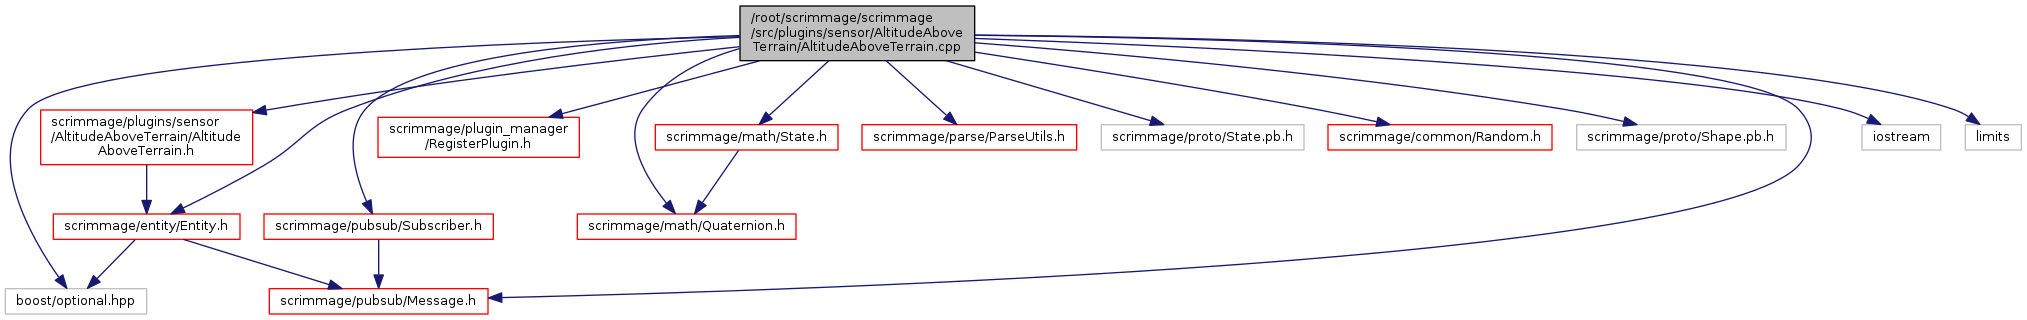 /root/scrimmage/scrimmage
/src/plugins/sensor/AltitudeAbove
Terrain/AltitudeAboveTerrain.cpp
scrimmage/plugins/sensor
/AltitudeAboveTerrain/Altitude
AboveTerrain.h
scrimmage/plugin_manager
/RegisterPlugin.h
scrimmage/math/State.h
scrimmage/parse/ParseUtils.h
scrimmage/proto/State.pb.h
scrimmage/common/Random.h
scrimmage/proto/Shape.pb.h
iostream
limits
scrimmage/entity/Entity.h
scrimmage/pubsub/Subscriber.h
scrimmage/math/Quaternion.h
boost/optional.hpp
scrimmage/pubsub/Message.h